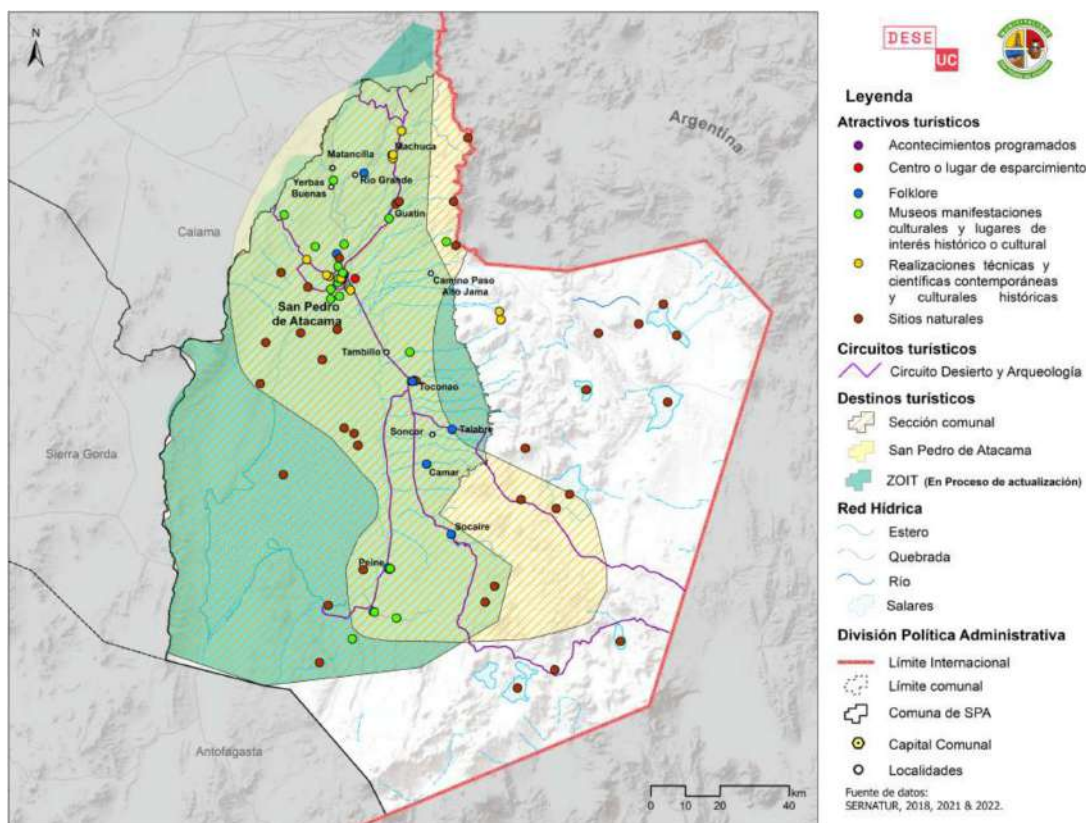 N
Argentina
Machuca
Matancilla
Río Grande
Yerbas
Buenas
Guatin
Calama
Camino Paso
Alto Jama
San Pedro
de Atacama
Tambillo
Toconao
Soncor
Talabre
Sierra Gorda
Camar
Socaire
Peine
Antofagasta
km
0 10 20 40
DESE
UC
Leyenda
Atractivos turísticos
Acontecimientos programados
Centro o lugar de esparcimiento
Folklore
Museos manifestaciones
culturales y lugares de
interés histórico o cultural
Realizaciones técnicas y
científicas contemporáneas
y culturales históricas
Sitios naturales
Circuitos turísticos
Circuito Desierto y Arqueología
Destinos turísticos
Sección comunal
San Pedro de Atacama
ZOIT (En Proceso de actualización)
Red Hídrica
Estero
Quebrada
Río
Salares
División Política Administrativa
Límite Internacional
Límite comunal
Comuna de SPA
Capital Comunal
Localidades
Fuente de datos:
SERNATUR, 2018, 2021 & 2022.